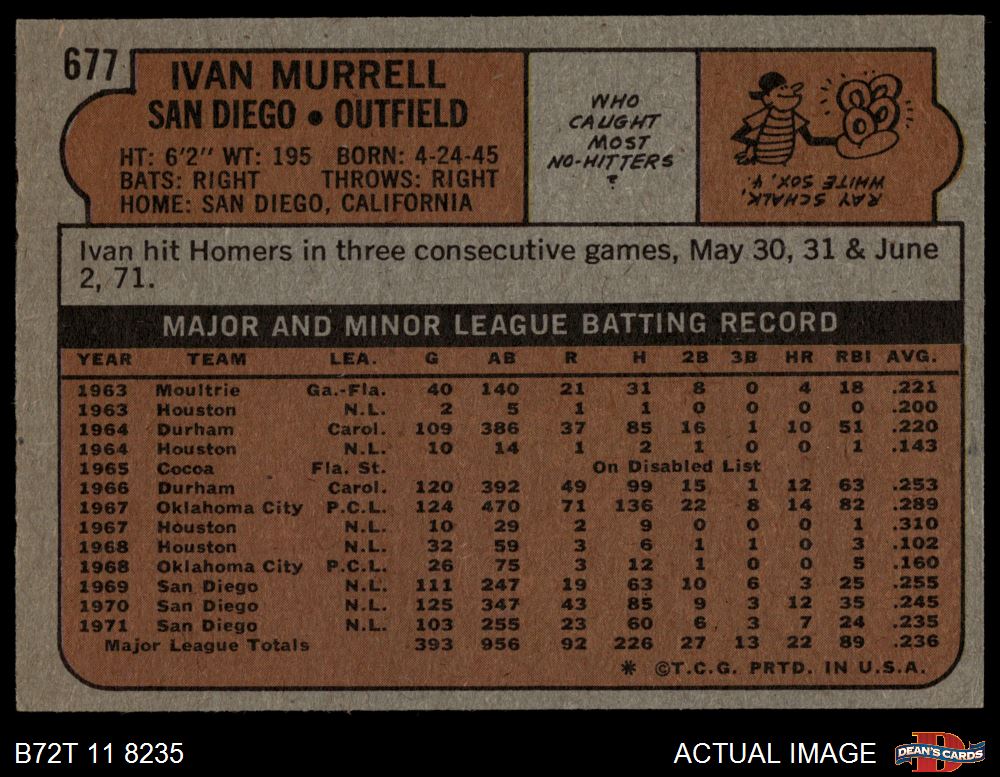 677
IVAN MURRELL
SAN DIEGO • OUTFIELD
HT: 6'2" WT: 195 BORN: 4-24-45
BATS: RIGHT THROWS: RIGHT
HOME: SAN DIEGO, CALIFORNIA
WHO
CAUGHT
MOST
NO-HITTERS
?
RAY SCHALK,
WHITE SOX, 4.
Ivan hit Homers in three consecutive games, May 30, 31 & June
2, 71.
MAJOR AND MINOR LEAGUE BATTING RECORD
YEAR TEAM LEA. G AB R H 2B 3B HR RBI AVG.
1963 Moultrie Ga.-Fla. 40 140 21 31 8 0 4 18 .221
1963 Houston N.L. 2 5 1 1 0 0 0 0 .200
1964 Durham Carol. 109 386 37 85 16 1 10 51 .220
1964 Houston N.L. 10 14 1 2 1 0 0 1 .143
1965 Cocoa Fla. St. On Disabled List
1966 Durham Carol. 120 392 49 99 15 1 12 63 .253
1967 Oklahoma City P.C.L. 124 470 71 136 22 8 14 82 .289
1967 Houston N.L. 10 29 2 9 0 0 0 1 .310
1968 Houston N.L. 32 59 3 6 1 1 0 3 .102
1968 Oklahoma City P.C.L. 26 75 3 12 1 0 0 5 .160
1969 San Diego N.L. 111 247 19 63 10 6 3 25 .255
1970 San Diego N.L. 125 347 43 85 9 3 12 35 .245
1971 San Diego N.L. 103 255 23 60 6 3 7 24 .235
Major League Totals 393 956 92 226 27 13 22 89 .236
* ©T.C.G. PRTD. IN U.S.A.
B72T 11 8235
ACTUAL IMAGE
D
DEAN'S CARDS